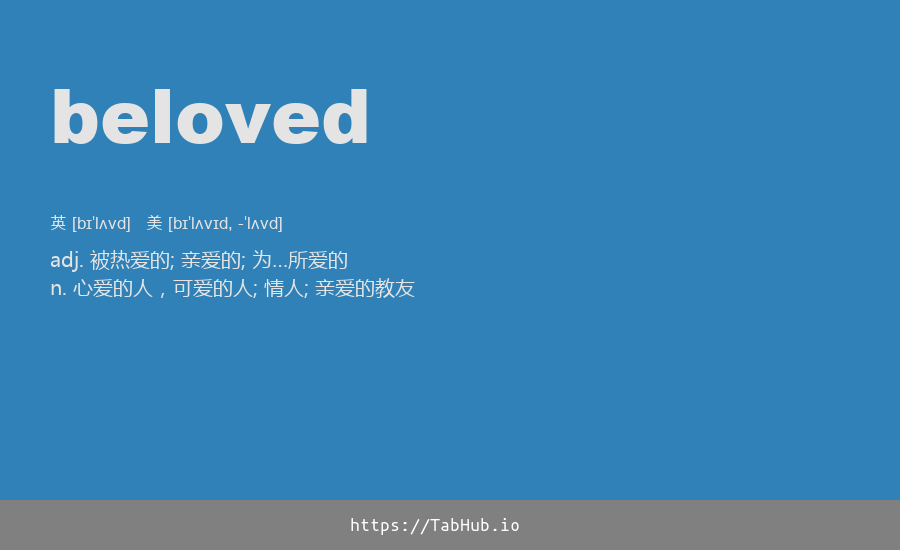 beloved
英 [bɪˈlʌvd] 美 [bɪˈlʌvɪd, -ˈlʌvd]
adj. 被热爱的; 亲爱的; 为...所爱的
n. 心爱的人，可爱的人; 情人; 亲爱的教友
https://TabHub.io